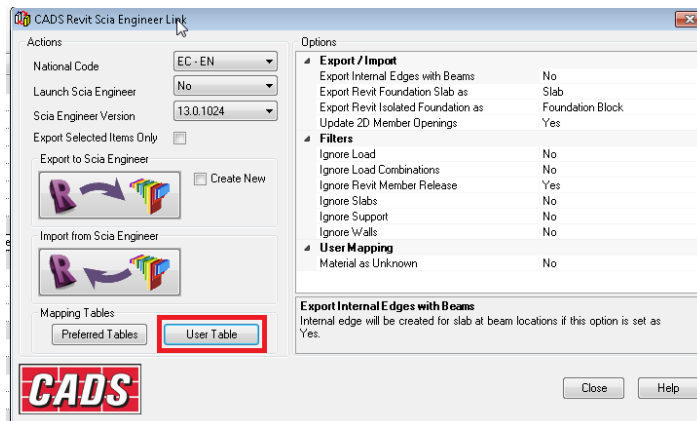 CADS Revit Scia Engineer Link
Actions
National Code
EC - EN
Launch Scia Engineer
No
Scia Engineer Version
13.0.1024
Export Selected Items Only
Export to Scia Engineer
Create New
Import from Scia Engineer
Mapping Tables
Preferred Tables
User Table
CADS
Options
Export / Import
Export Internal Edges with Beams No
Export Revit Foundation Slab as Slab
Export Revit Isolated Foundation as Foundation Block
Update 2D Member Openings Yes
Filters
Ignore Load No
Ignore Load Combinations No
Ignore Revit Member Release Yes
Ignore Slabs No
Ignore Support No
Ignore Walls No
User Mapping
Material as Unknown No
Export Internal Edges with Beams
Internal edge will be created for slab at beam locations if this option is set as
Yes.
Close
Help